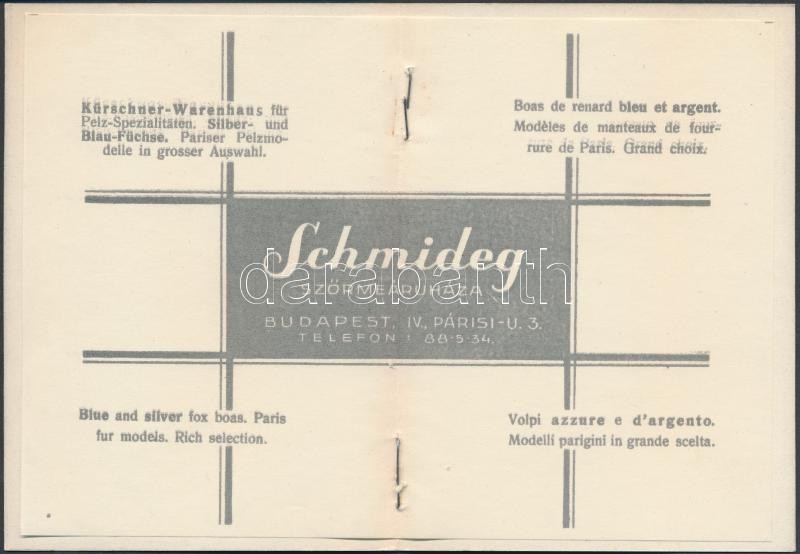 Kürschner-Warenhaus für
Pelz-Spezialitäten. Silber- und
Blau-Füchse. Pariser Pelzmo-
delle in grosser Auswahl.
Boas de renard bleu et argent.
Modèles de manteaux de four-
rure de Paris. Grand choix.
Schmideg
SZŐRMEÁRUHÁZA
darabanth
BUDAPEST, IV., PÁRISI-U. 3.
TELEFON: 88-5-34.
Blue and silver fox boas. Paris
fur models. Rich selection.
Volpi azzure e d'argento.
Modelli parigini in grande scelta.